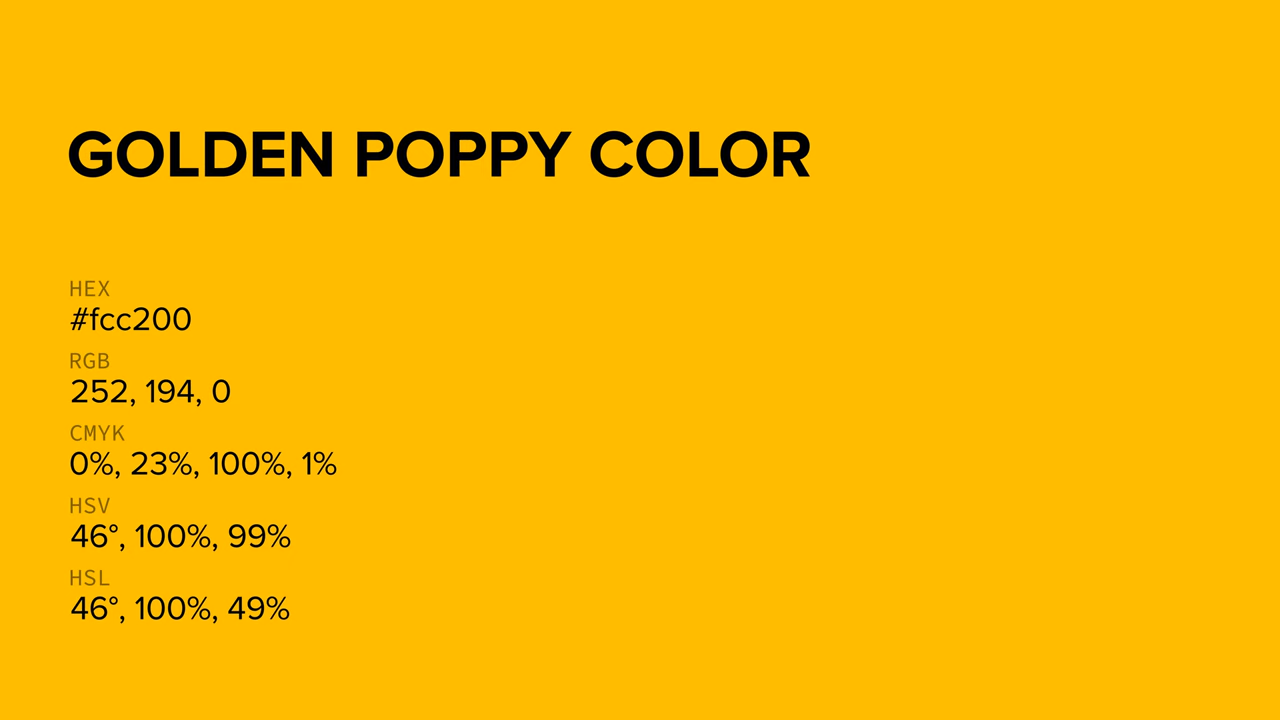 GOLDEN POPPY COLOR
HEX
#fcc200
RGB
252, 194, 0
CMYK
0%, 23%, 100%, 1%
HSV
46°, 100%, 99%
HSL
46°, 100%, 49%